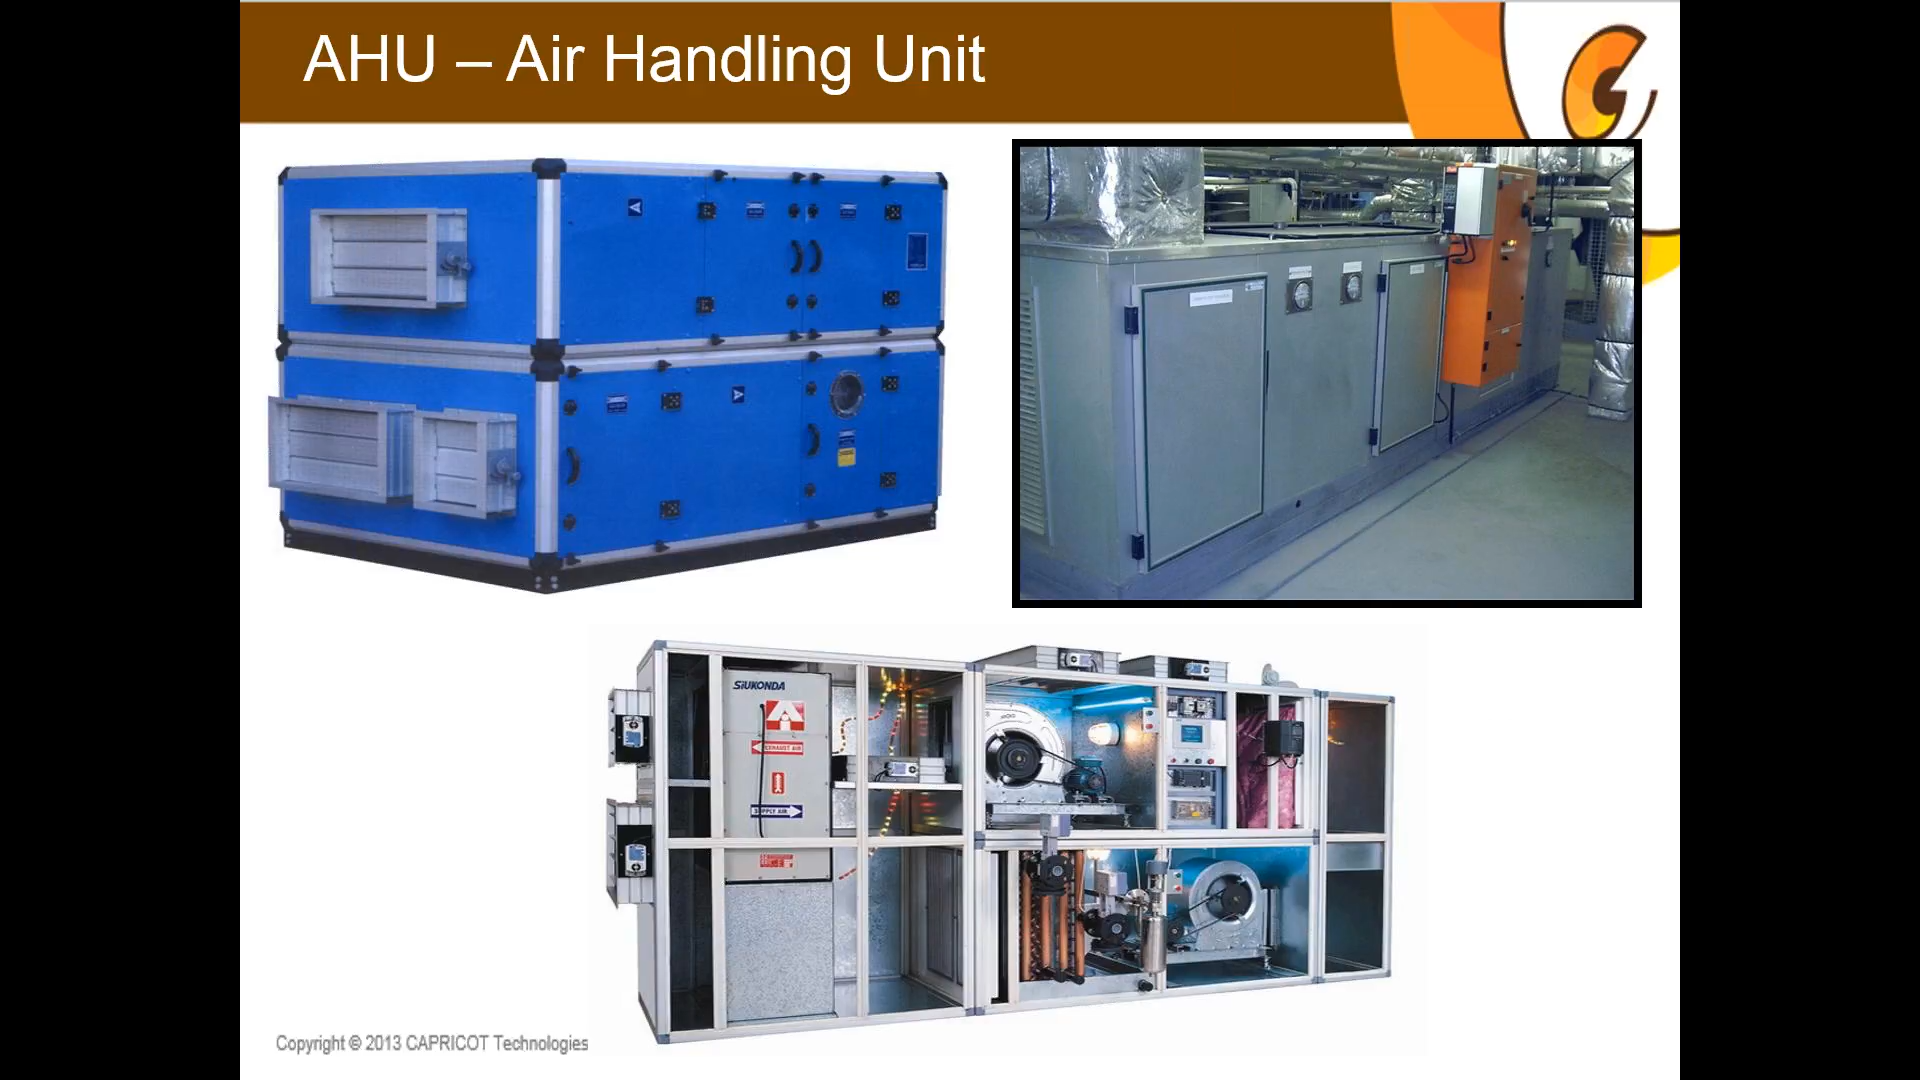 AHU – Air Handling Unit
SiUKONDA
EXHAUST AIR
SUPPLY AIR
Copyright © 2013 CAPRICOT Technologies